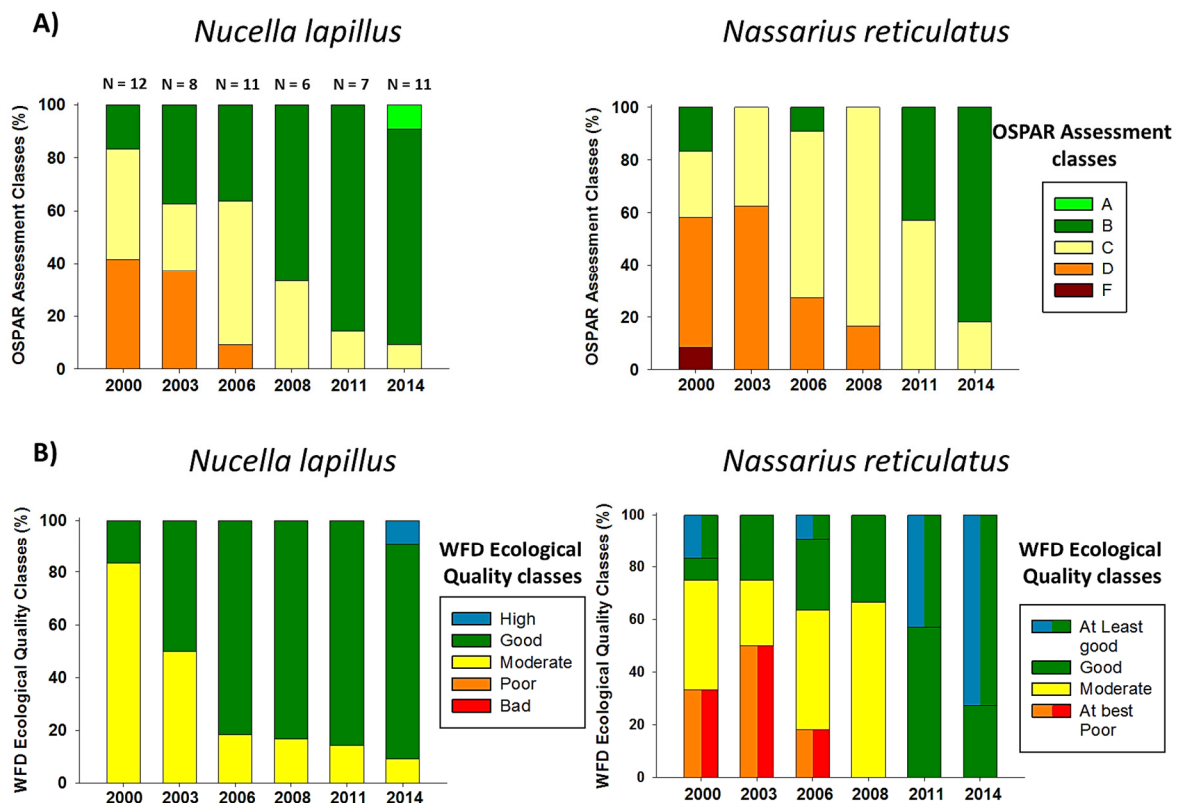 A)
Nucella lapillus
N = 12 N = 8 N = 11 N = 6 N = 7 N = 11
OSPAR Assessment Classes (%)
100
80
60
40
20
0
2000 2003 2006 2008 2011 2014
Nassarius reticulatus
OSPAR Assessment Classes (%)
100
80
60
40
20
0
2000 2003 2006 2008 2011 2014
OSPAR Assessment
classes
A
B
C
D
F
B)
Nucella lapillus
WFD Ecological Quality Classes (%)
100
80
60
40
20
0
2000 2003 2006 2008 2011 2014
WFD Ecological
Quality classes
High
Good
Moderate
Poor
Bad
Nassarius reticulatus
WFD Ecological Quality Classes (%)
100
80
60
40
20
0
2000 2003 2006 2008 2011 2014
WFD Ecological
Quality classes
At Least
good
Good
Moderate
At best
Poor